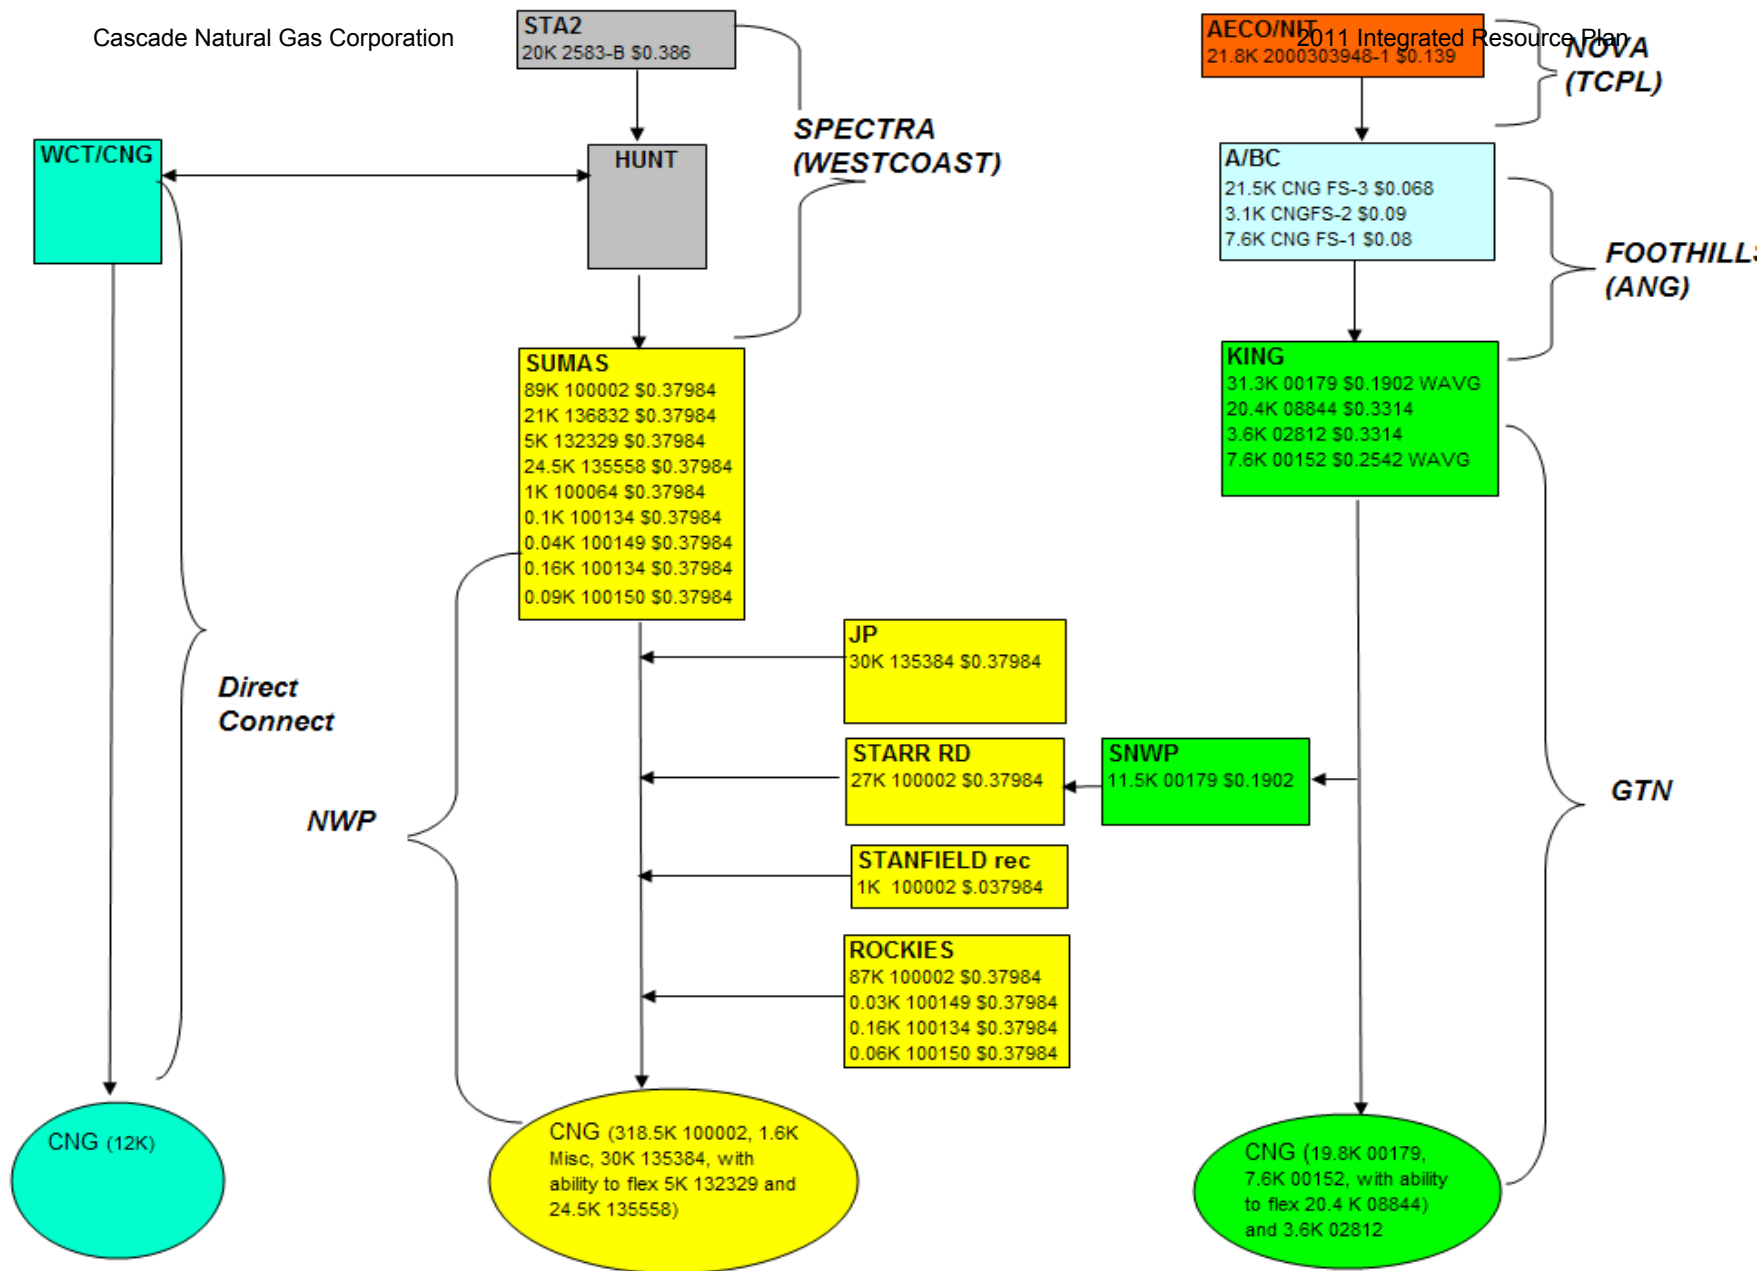 Cascade Natural Gas Corporation
2011 Integrated Resource Plan
STA2
20K 2583-B $0.386
AECO/NIT
21.8K 2000303948-1 $0.139
NOVA
(TCPL)
SPECTRA
(WESTCOAST)
WCT/CNG
HUNT
A/BC
21.5K CNG FS-3 $0.068
3.1K CNGFS-2 $0.09
7.6K CNG FS-1 $0.08
FOOTHILLS
(ANG)
SUMAS
89K 100002 $0.37984
21K 136832 $0.37984
5K 132329 $0.37984
24.5K 135558 $0.37984
1K 100064 $0.37984
0.1K 100134 $0.37984
0.04K 100149 $0.37984
0.16K 100134 $0.37984
0.09K 100150 $0.37984
KING
31.3K 00179 $0.1902 WAVG
20.4K 08844 $0.3314
3.6K 02812 $0.3314
7.6K 00152 $0.2542 WAVG
JP
30K 135384 $0.37984
Direct
Connect
STARR RD
27K 100002 $0.37984
SNWP
11.5K 00179 $0.1902
GTN
NWP
STANFIELD rec
1K 100002 $.037984
ROCKIES
87K 100002 $0.37984
0.03K 100149 $0.37984
0.16K 100134 $0.37984
0.06K 100150 $0.37984
CNG (12K)
CNG (318.5K 100002, 1.6K
Misc, 30K 135384, with
ability to flex 5K 132329 and
24.5K 135558)
CNG (19.8K 00179,
7.6K 00152, with ability
to flex 20.4 K 08844)
and 3.6K 02812